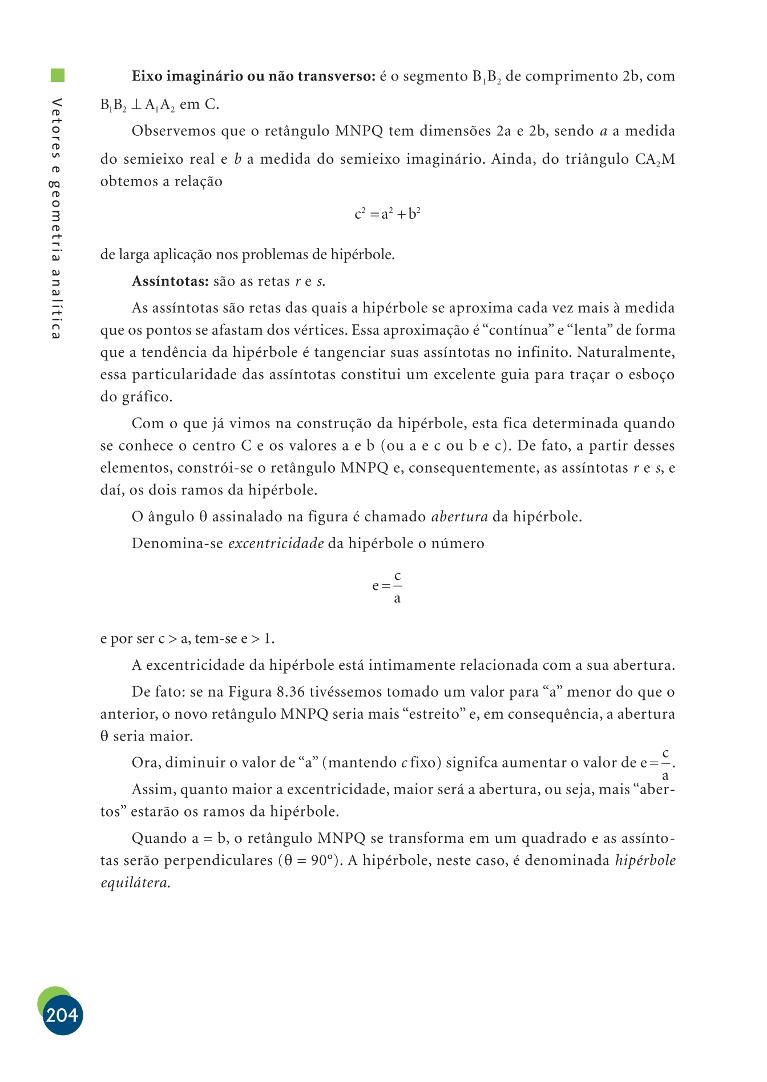 Vetores e geometria analítica
Eixo imaginário ou não transverso: é o segmento B₁B₂ de comprimento 2b, com
B₁B₂ ⊥ A₁A₂ em C.
Observemos que o retângulo MNPQ tem dimensões 2a e 2b, sendo a a medida
do semieixo real e b a medida do semieixo imaginário. Ainda, do triângulo CA₂M
obtemos a relação
c² = a² + b²
de larga aplicação nos problemas de hipérbole.
Assíntotas: são as retas r e s.
As assíntotas são retas das quais a hipérbole se aproxima cada vez mais à medida
que os pontos se afastam dos vértices. Essa aproximação é “contínua” e “lenta” de forma
que a tendência da hipérbole é tangenciar suas assíntotas no infinito. Naturalmente,
essa particularidade das assíntotas constitui um excelente guia para traçar o esboço
do gráfico.
Com o que já vimos na construção da hipérbole, esta fica determinada quando
se conhece o centro C e os valores a e b (ou a e c ou b e c). De fato, a partir desses
elementos, constrói-se o retângulo MNPQ e, consequentemente, as assíntotas r e s, e
daí, os dois ramos da hipérbole.
O ângulo θ assinalado na figura é chamado abertura da hipérbole.
Denomina-se excentricidade da hipérbole o número
e = c/a
e por ser c > a, tem-se e > 1.
A excentricidade da hipérbole está intimamente relacionada com a sua abertura.
De fato: se na Figura 8.36 tivéssemos tomado um valor para “a” menor do que o
anterior, o novo retângulo MNPQ seria mais “estreito” e, em consequência, a abertura
θ seria maior.
Ora, diminuir o valor de “a” (mantendo c fixo) signifca aumentar o valor de e = c/a.
Assim, quanto maior a excentricidade, maior será a abertura, ou seja, mais “aber-
tos” estarão os ramos da hipérbole.
Quando a = b, o retângulo MNPQ se transforma em um quadrado e as assínto-
tas serão perpendiculares (θ = 90º). A hipérbole, neste caso, é denominada hipérbole
equilátera.
204